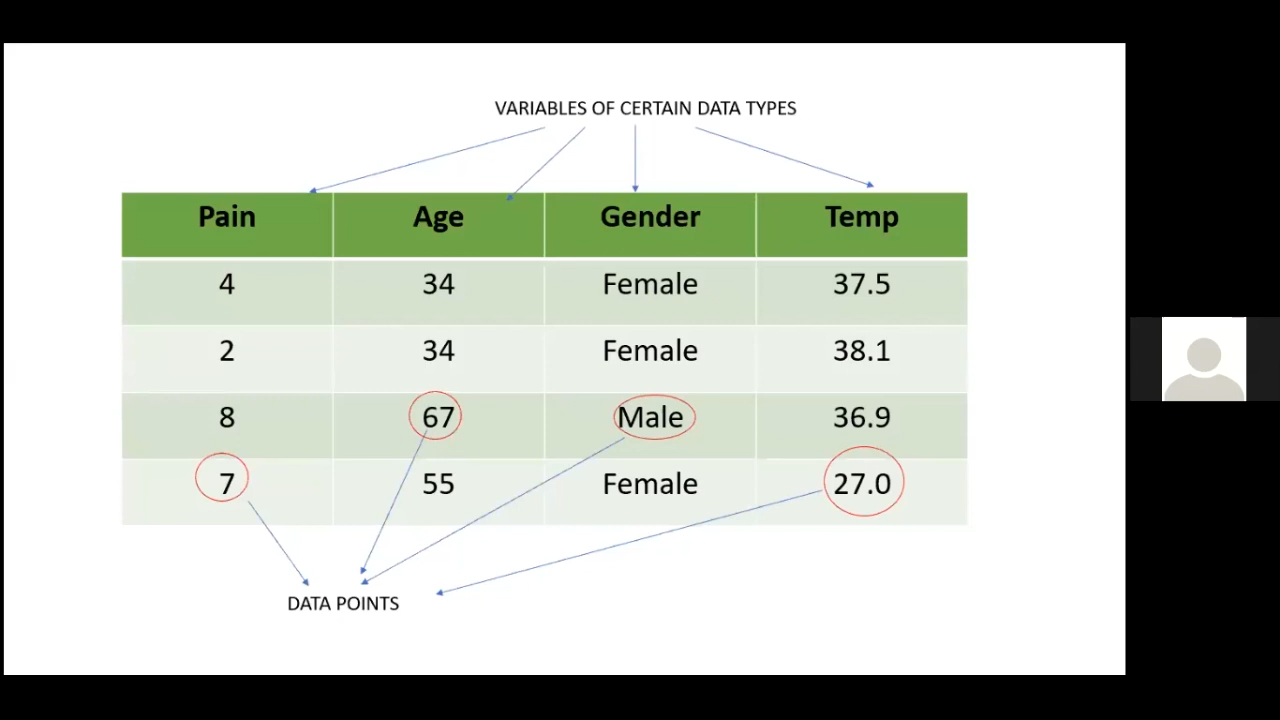 VARIABLES OF CERTAIN DATA TYPES
Pain Age Gender Temp
4 34 Female 37.5
2 34 Female 38.1
8 67 Male 36.9
7 55 Female 27.0
DATA POINTS